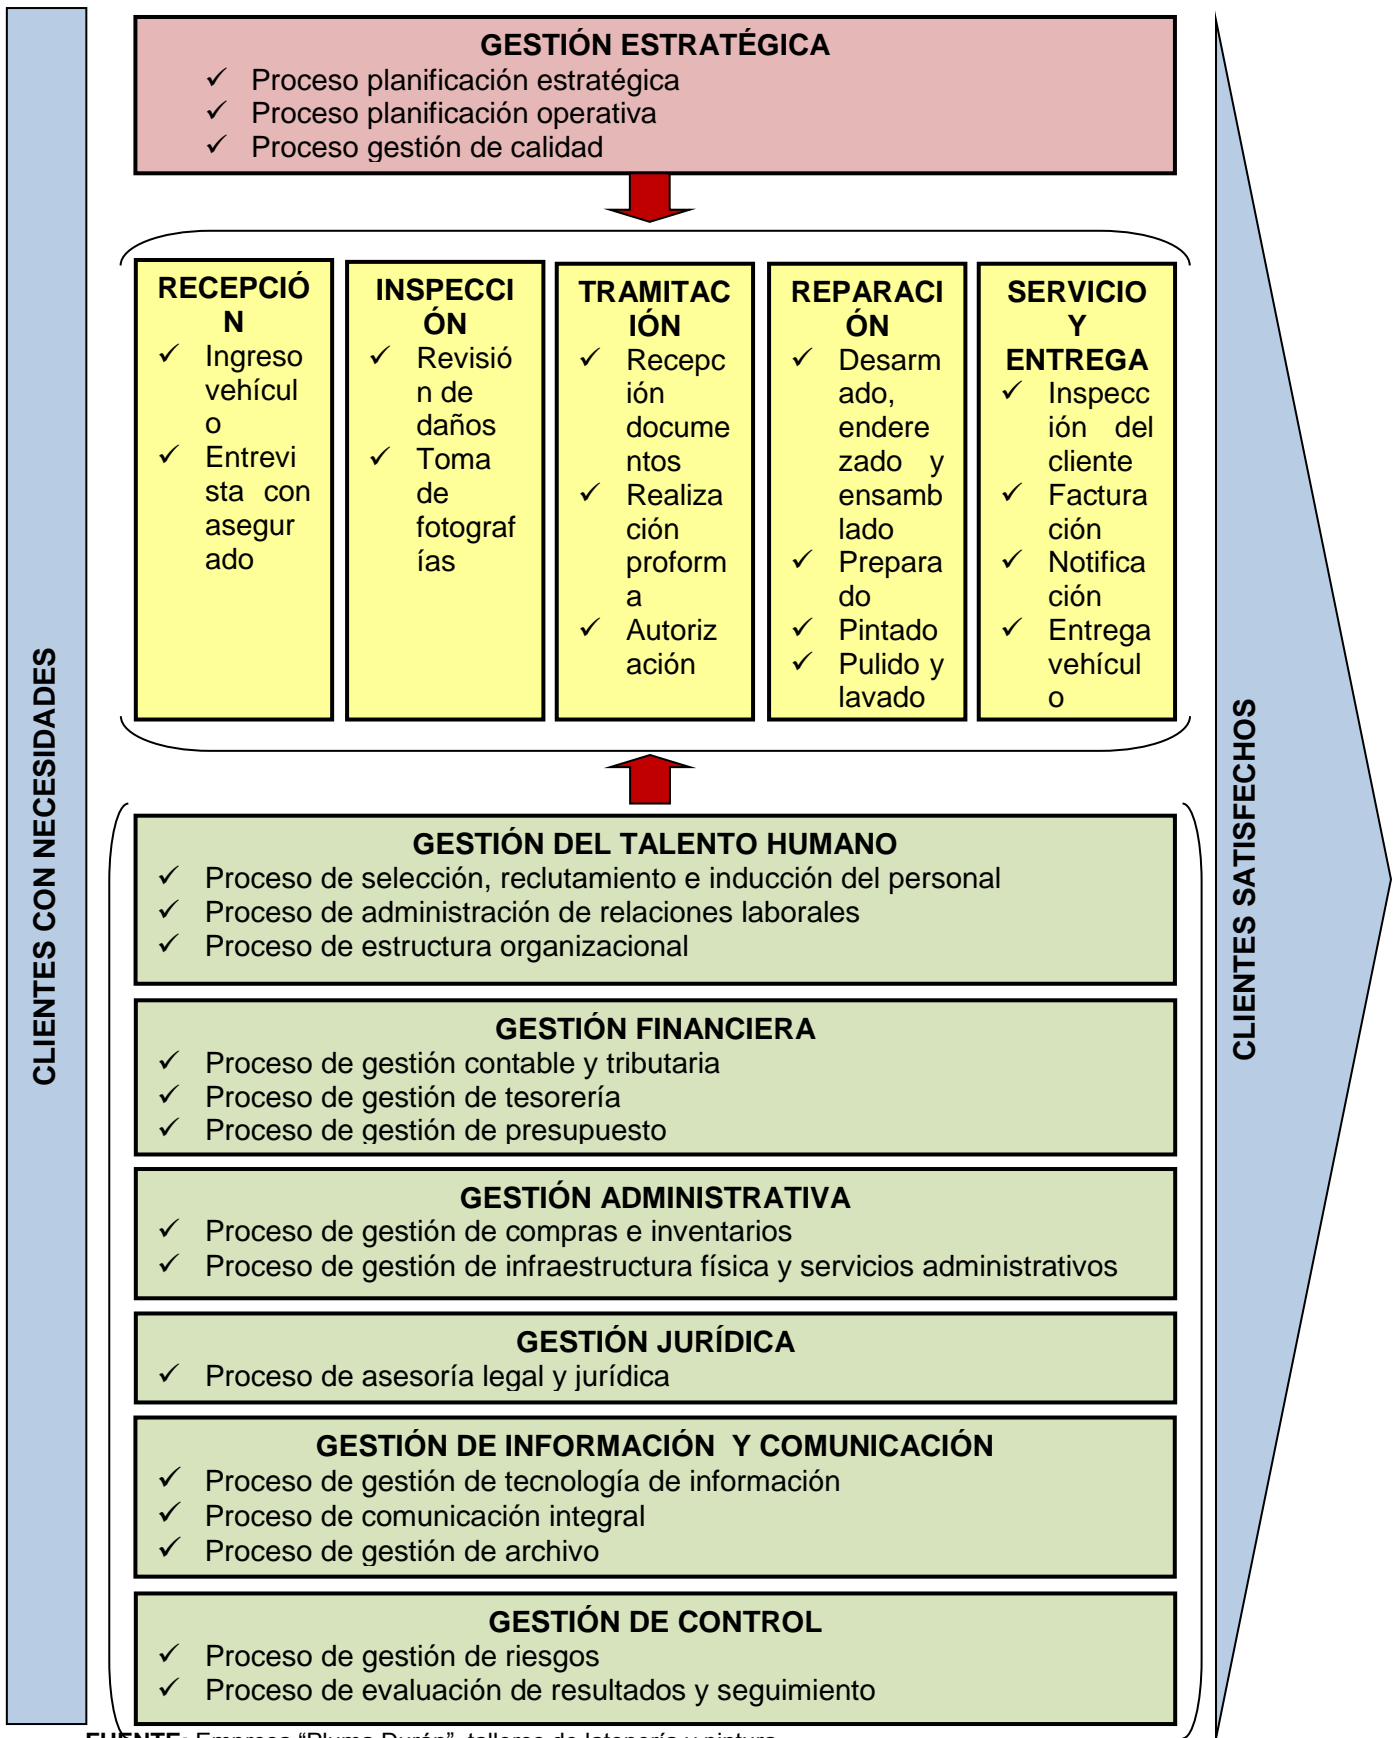 CLIENTES CON NECESIDADES
GESTIÓN ESTRATÉGICA
✓ Proceso planificación estratégica
✓ Proceso planificación operativa
✓ Proceso gestión de calidad
RECEPCIÓ
N
✓ Ingreso
vehícul
o
✓ Entrevi
sta con
asegur
ado
INSPECCI
ÓN
✓ Revisió
n de
daños
✓ Toma
de
fotograf
ías
TRAMITAC
IÓN
✓ Recepc
ión
docume
ntos
✓ Realiza
ción
proform
a
✓ Autoriz
ación
REPARACI
ÓN
✓ Desarm
ado,
endere
zado y
ensamb
lado
✓ Prepara
do
✓ Pintado
✓ Pulido y
lavado
SERVICIO
Y
ENTREGA
✓ Inspecc
ión del
cliente
✓ Factura
ción
✓ Notifica
ción
✓ Entrega
vehícul
o
GESTIÓN DEL TALENTO HUMANO
✓ Proceso de selección, reclutamiento e inducción del personal
✓ Proceso de administración de relaciones laborales
✓ Proceso de estructura organizacional
GESTIÓN FINANCIERA
✓ Proceso de gestión contable y tributaria
✓ Proceso de gestión de tesorería
✓ Proceso de gestión de presupuesto
GESTIÓN ADMINISTRATIVA
✓ Proceso de gestión de compras e inventarios
✓ Proceso de gestión de infraestructura física y servicios administrativos
GESTIÓN JURÍDICA
✓ Proceso de asesoría legal y jurídica
GESTIÓN DE INFORMACIÓN Y COMUNICACIÓN
✓ Proceso de gestión de tecnología de información
✓ Proceso de comunicación integral
✓ Proceso de gestión de archivo
GESTIÓN DE CONTROL
✓ Proceso de gestión de riesgos
✓ Proceso de evaluación de resultados y seguimiento
CLIENTES SATISFECHOS
FUENTE: Empresa “Pluma Durán”, talleres de latonería y pintura